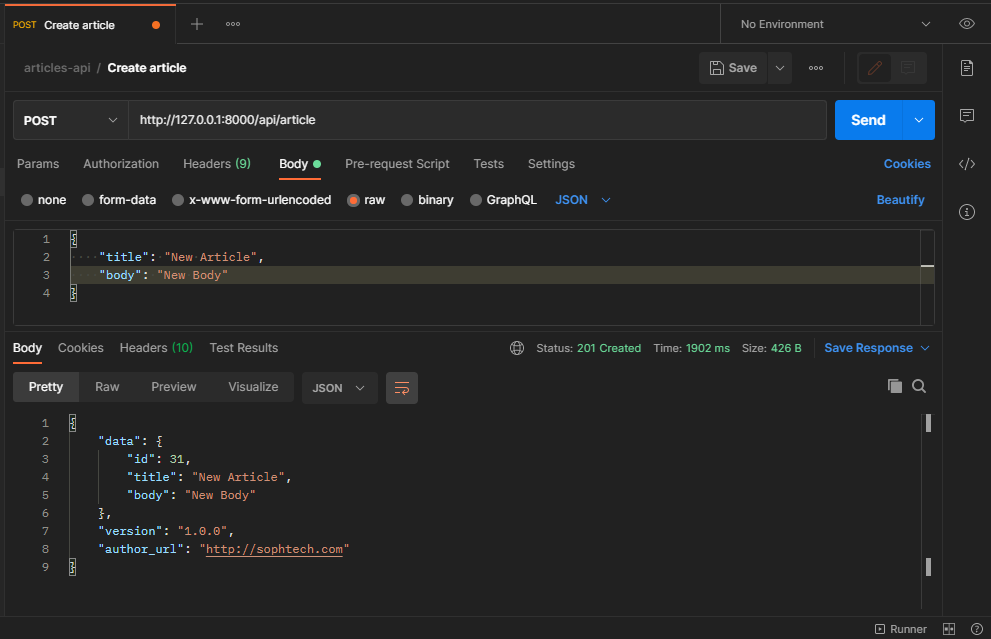 POST Create article
No Environment
articles-api / Create article
Save
POST http://127.0.0.1:8000/api/article Send
Params Authorization Headers (9) Body Pre-request Script Tests Settings Cookies
none form-data x-www-form-urlencoded raw binary GraphQL JSON Beautify
1 {
2 "title": "New Article",
3 "body": "New Body"
4 }
Body Cookies Headers (10) Test Results Status: 201 Created Time: 1902 ms Size: 426 B Save Response
Pretty Raw Preview Visualize JSON
1 {
2 "data": {
3 "id": 31,
4 "title": "New Article",
5 "body": "New Body"
6 },
7 "version": "1.0.0",
8 "author_url": "http://sophtech.com"
9 }
Runner